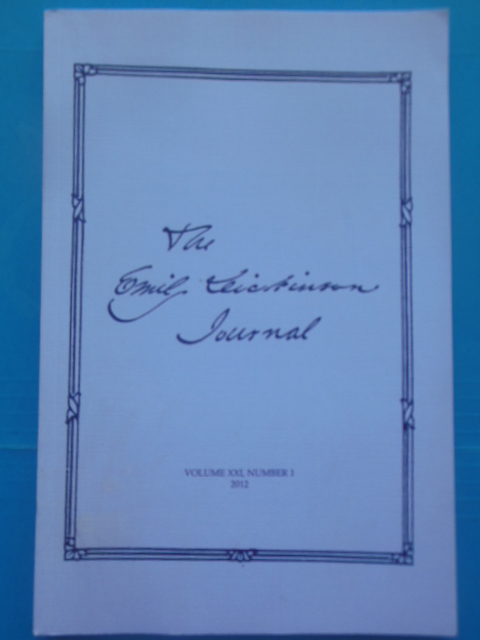 The
Emily Dickinson
Journal
VOLUME XXI, NUMBER 1
2012